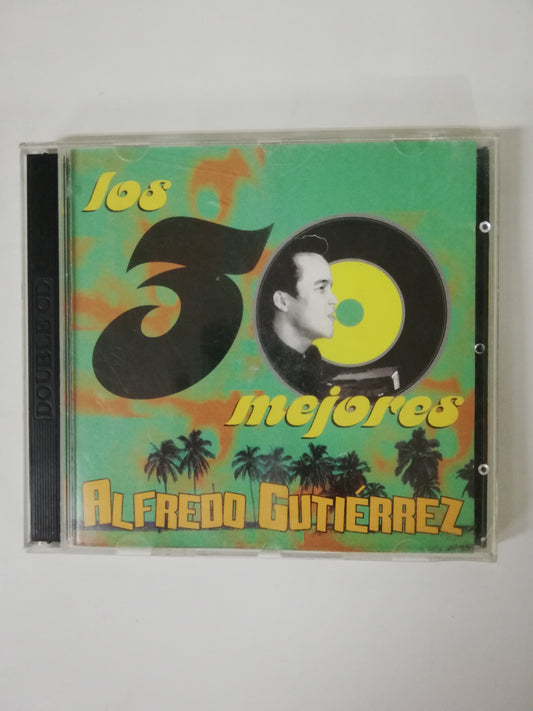 los
30
mejores
ALFREDO GUTIÉRREZ
DOUBLE CD